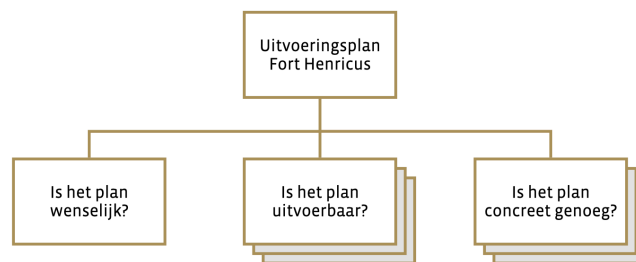 Uitvoeringsplan
Fort Henricus
Is het plan
wenselijk?
Is het plan
uitvoerbaar?
Is het plan
concreet genoeg?